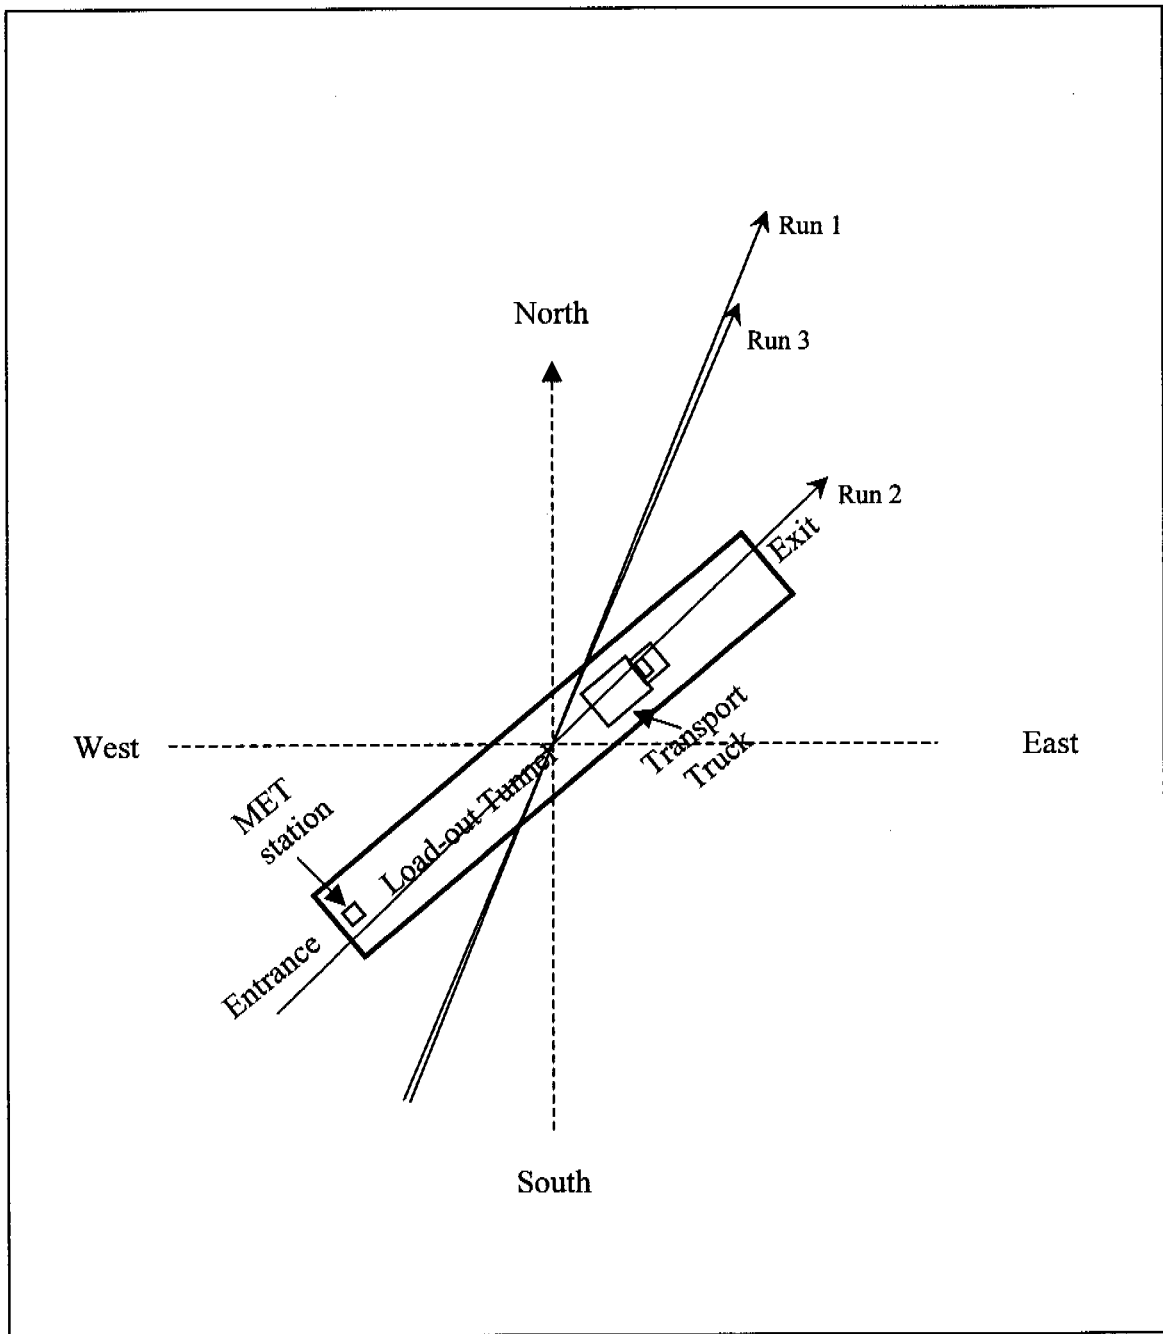 Run 1
North
Run 3
Run 2
Exit
West
East
Transport
Truck
MET
station
Load-out Tunnel
Entrance
South